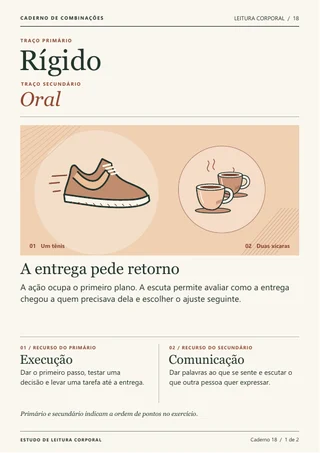 CADERNO DE COMBINAÇÕES
LEITURA CORPORAL / 18
TRAÇO PRIMÁRIO
Rígido
TRAÇO SECUNDÁRIO
Oral
01 Um tênis
02 Duas xícaras
A entrega pede retorno
A ação ocupa o primeiro plano. A escuta permite avaliar como a entrega
chegou a quem precisava dela e escolher o ajuste seguinte.
01 / RECURSO DO PRIMÁRIO
Execução
Dar o primeiro passo, testar uma
decisão e levar uma tarefa até a entrega.
02 / RECURSO DO SECUNDÁRIO
Comunicação
Dar palavras ao que se sente e escutar o
que outra pessoa quer expressar.
Primário e secundário indicam a ordem de pontos no exercício.
ESTUDO DE LEITURA CORPORAL
Caderno 18 / 1 de 2